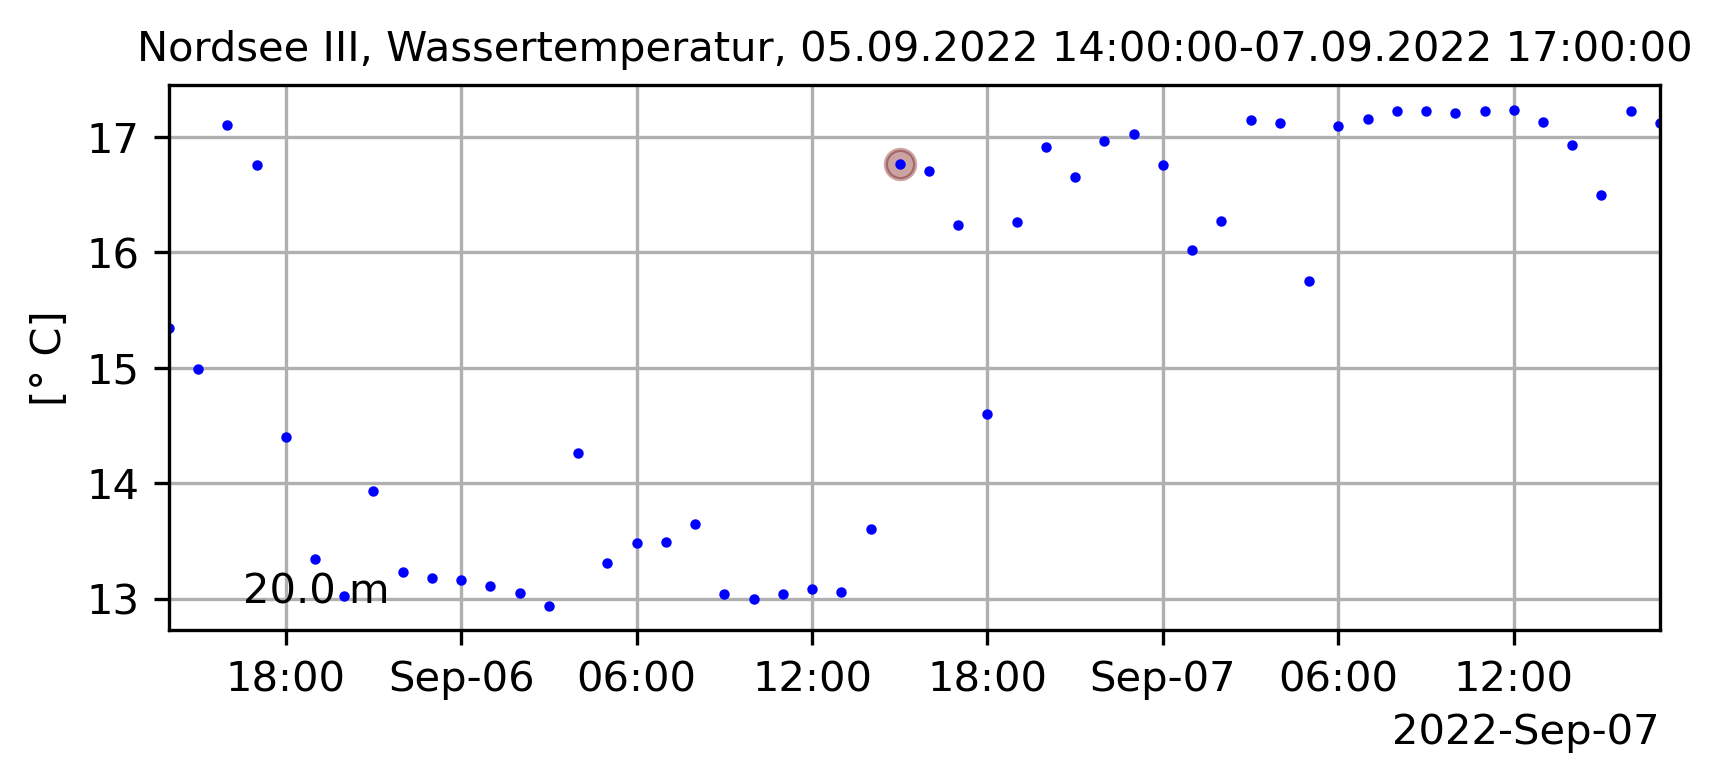 Nordsee III, Wassertemperatur, 05.09.2022 14:00:00-07.09.2022 17:00:00
17
16
15
14
13
[° C]
20.0 m
18:00 Sep-06 06:00 12:00 18:00 Sep-07 06:00 12:00
2022-Sep-07